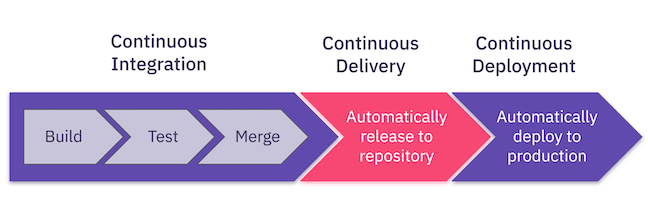 Continuous
Integration
Continuous
Delivery
Continuous
Deployment
Build
Test
Merge
Automatically
release to
repository
Automatically
deploy to
production